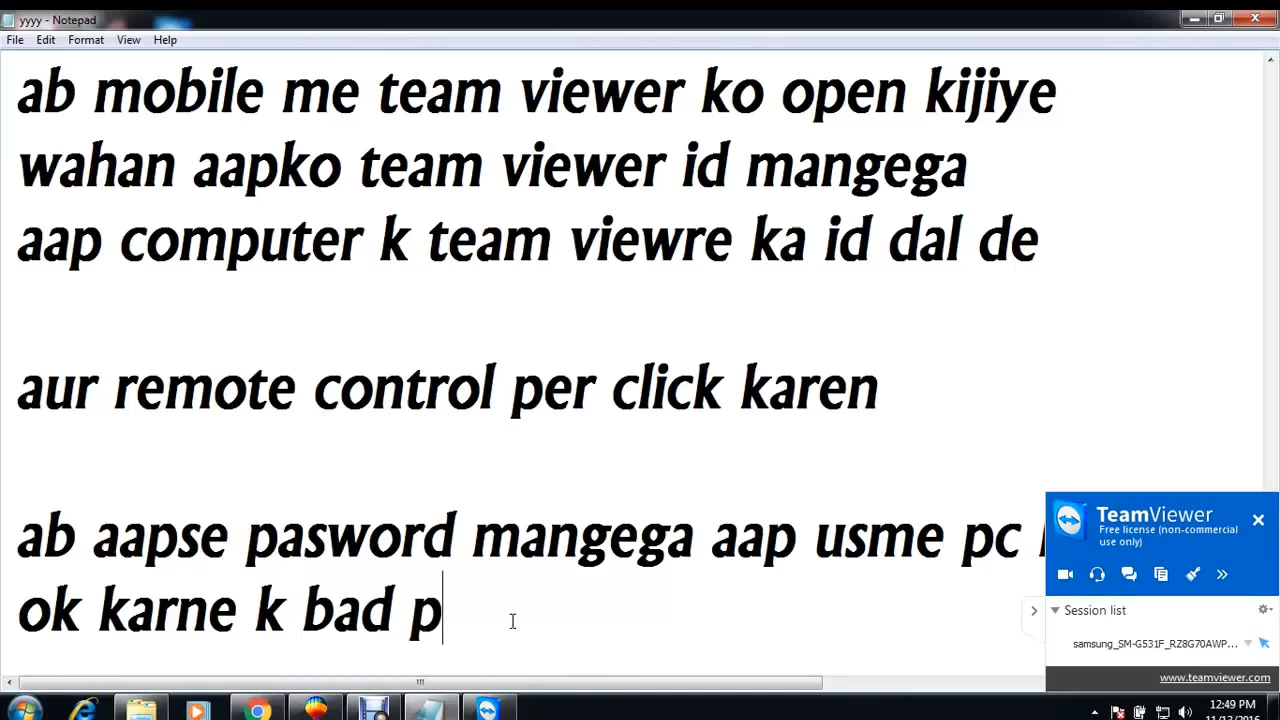 yyyy - Notepad
File Edit Format View Help
ab mobile me team viewer ko open kijiye
wahan aapko team viewer id mangega
aap computer k team viewre ka id dal de
aur remote control per click karen
ab aapse pasword mangega aap usme pc
ok karne k bad p
TeamViewer
Free license (non-commercial
use only)
Session list
samsung_SM-G531F_RZ8G70AWP...
www.teamviewer.com
12:49 PM